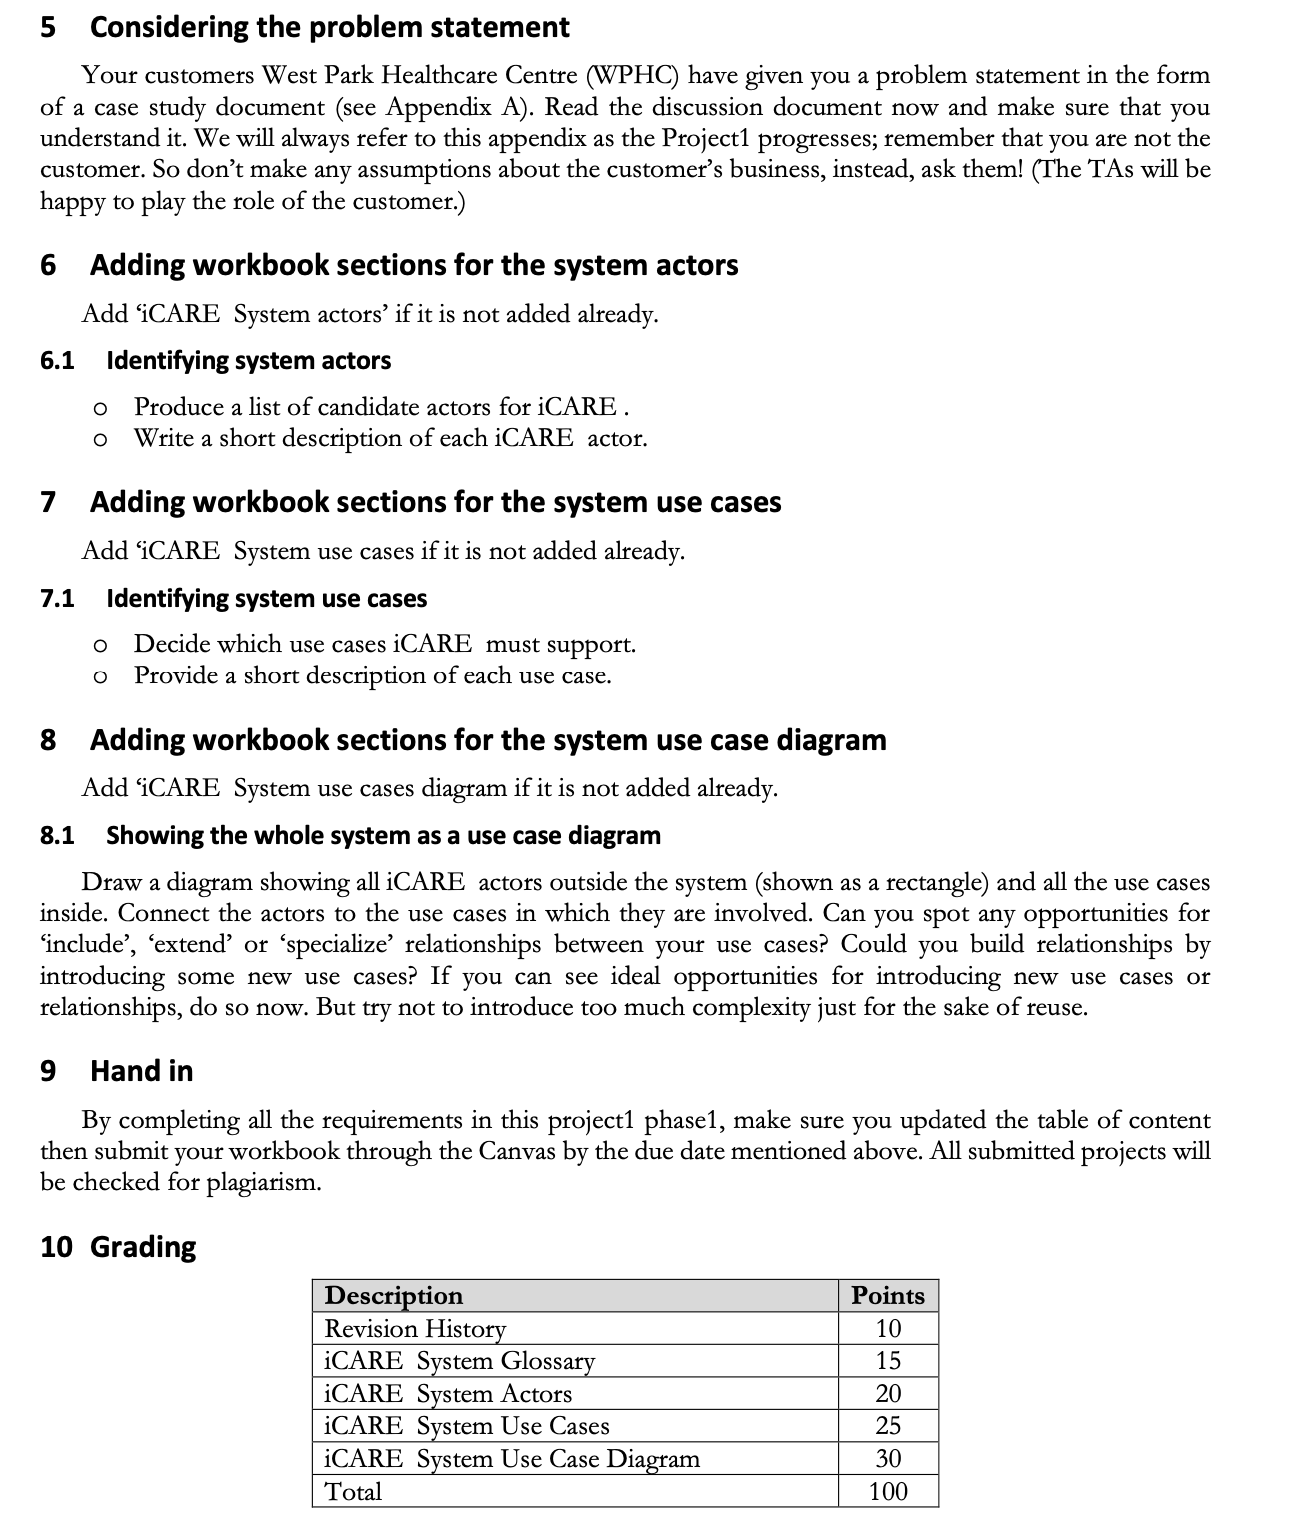 5 Considering the problem statement
Your customers West Park Healthcare Centre (WPHC) have given you a problem statement in the form
of a case study document (see Appendix A). Read the discussion document now and make sure that you
understand it. We will always refer to this appendix as the Project1 progresses; remember that you are not the
customer. So don’t make any assumptions about the customer’s business, instead, ask them! (The TAs will be
happy to play the role of the customer.)
6 Adding workbook sections for the system actors
Add ‘iCARE System actors’ if it is not added already.
6.1 Identifying system actors
o Produce a list of candidate actors for iCARE .
o Write a short description of each iCARE actor.
7 Adding workbook sections for the system use cases
Add ‘iCARE System use cases if it is not added already.
7.1 Identifying system use cases
o Decide which use cases iCARE must support.
o Provide a short description of each use case.
8 Adding workbook sections for the system use case diagram
Add ‘iCARE System use cases diagram if it is not added already.
8.1 Showing the whole system as a use case diagram
Draw a diagram showing all iCARE actors outside the system (shown as a rectangle) and all the use cases
inside. Connect the actors to the use cases in which they are involved. Can you spot any opportunities for
‘include’, ‘extend’ or ‘specialize’ relationships between your use cases? Could you build relationships by
introducing some new use cases? If you can see ideal opportunities for introducing new use cases or
relationships, do so now. But try not to introduce too much complexity just for the sake of reuse.
9 Hand in
By completing all the requirements in this project1 phase1, make sure you updated the table of content
then submit your workbook through the Canvas by the due date mentioned above. All submitted projects will
be checked for plagiarism.
10 Grading
Description Points
Revision History 10
iCARE System Glossary 15
iCARE System Actors 20
iCARE System Use Cases 25
iCARE System Use Case Diagram 30
Total 100